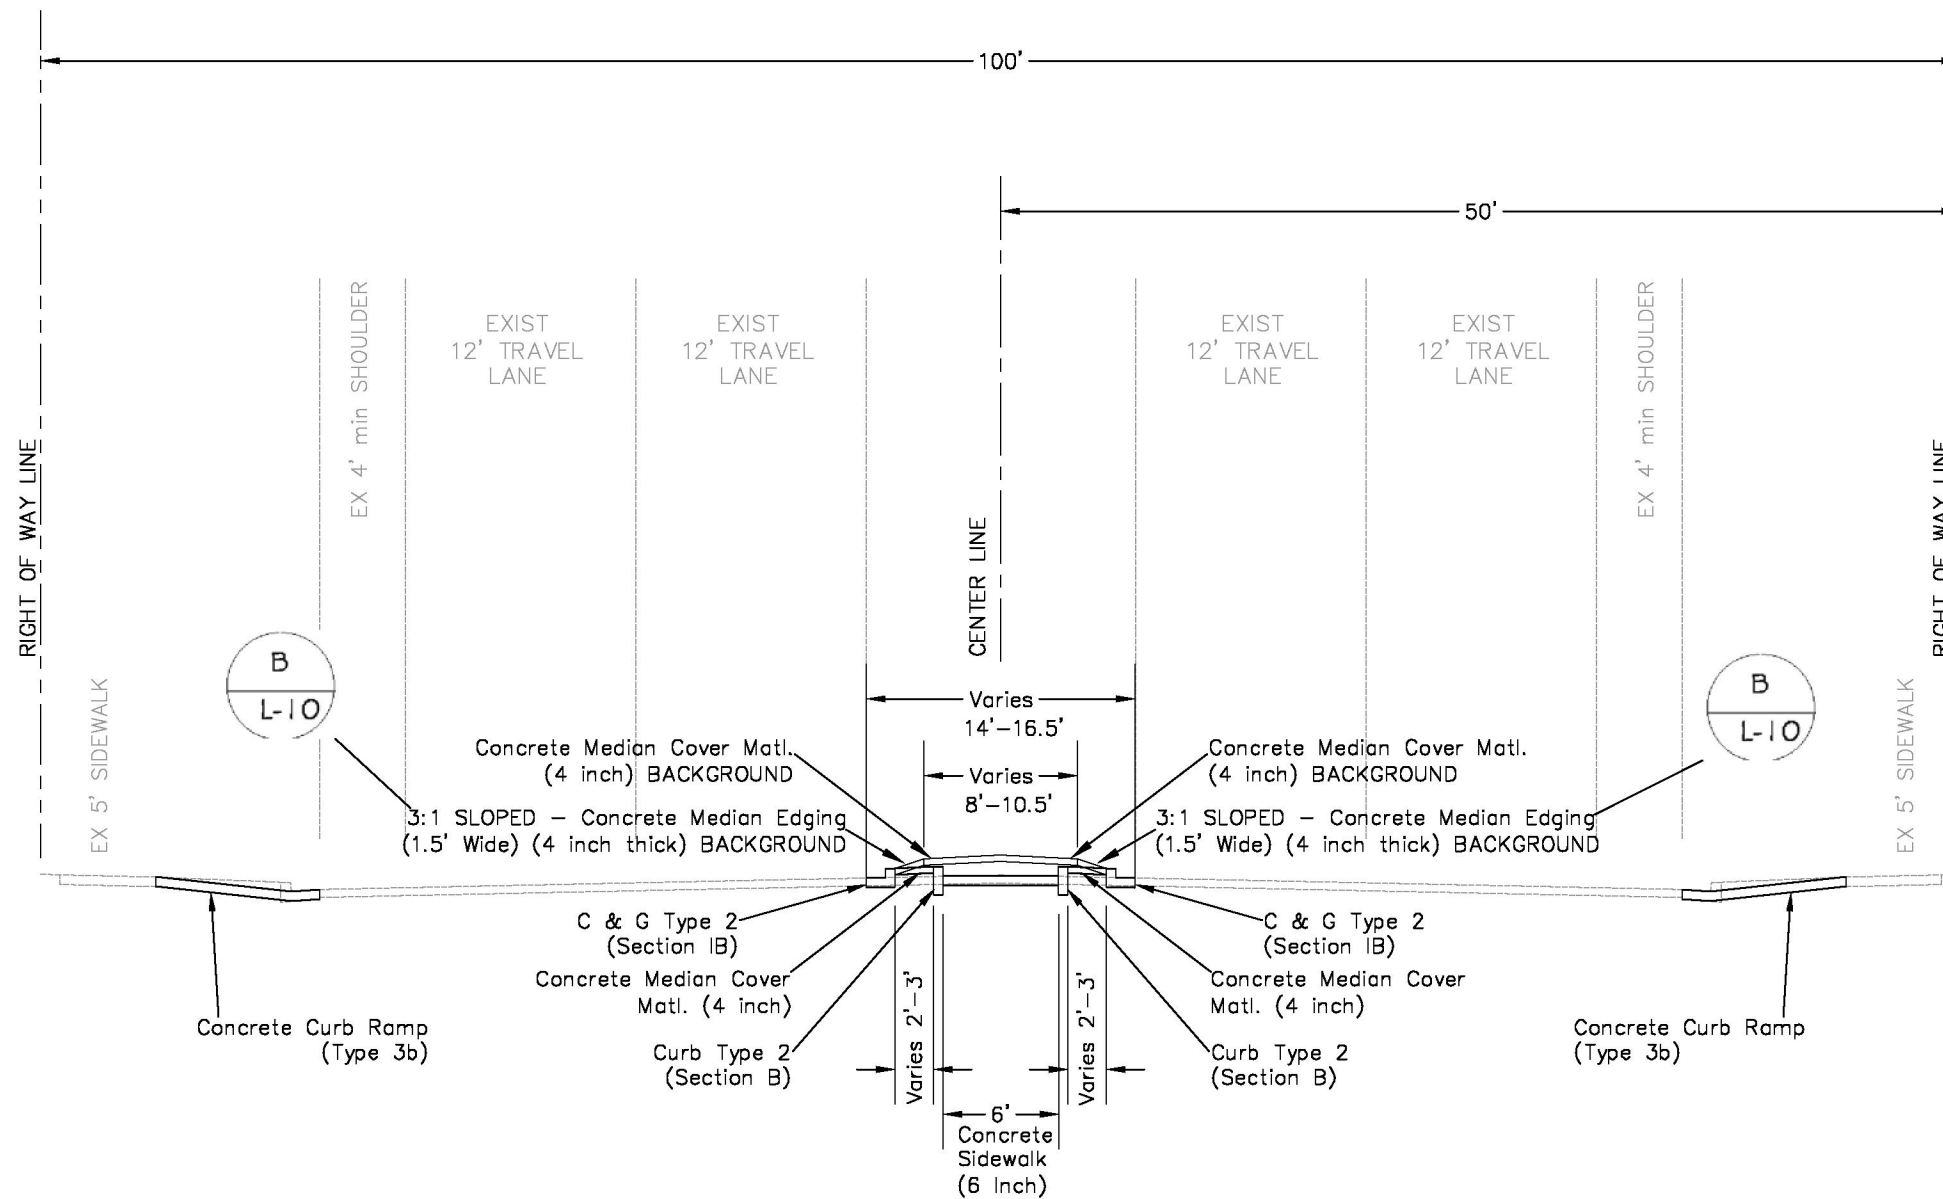 100'
50'
RIGHT OF WAY LINE
EX 5' SIDEWALK
EX 4' min SHOULDER
EXIST
12' TRAVEL
LANE
EXIST
12' TRAVEL
LANE
CENTER LINE
EXIST
12' TRAVEL
LANE
EXIST
12' TRAVEL
LANE
EX 4' min SHOULDER
EX 5' SIDEWALK
RIGHT OF WAY LINE
B
L-10
B
L-10
Varies
14'-16.5'
Varies
8'-10.5'
Concrete Median Cover Matl.
(4 inch) BACKGROUND
3:1 SLOPED – Concrete Median Edging
(1.5' Wide) (4 inch thick) BACKGROUND
Concrete Median Cover Matl.
(4 inch) BACKGROUND
3:1 SLOPED – Concrete Median Edging
(1.5' Wide) (4 inch thick) BACKGROUND
C & G Type 2
(Section IB)
Concrete Median Cover
Matl. (4 inch)
Curb Type 2
(Section B)
C & G Type 2
(Section IB)
Concrete Median Cover
Matl. (4 inch)
Curb Type 2
(Section B)
Concrete Curb Ramp
(Type 3b)
Concrete Curb Ramp
(Type 3b)
Varies 2'-3'
Varies 2'-3'
6'
Concrete
Sidewalk
(6 Inch)